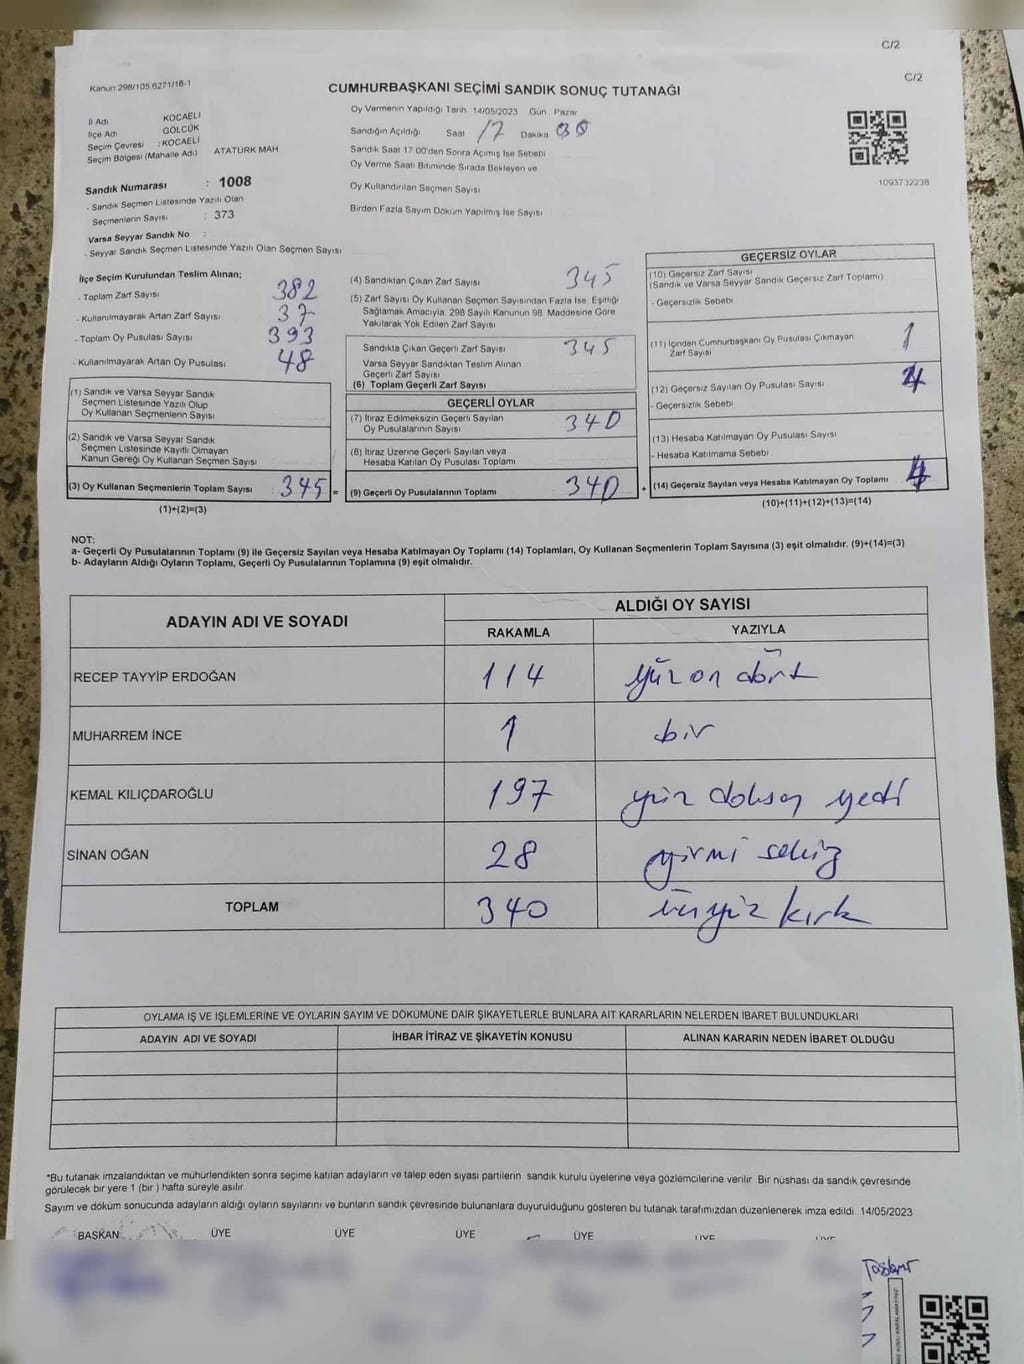 C/2
C/2
Kanun 298/105,6271/18-1
CUMHURBAŞKANI SEÇİMİ SANDIK SONUÇ TUTANAĞI
İl Adı KOCAELİ
İlçe Adı GÖLCÜK
Seçim Çevresi : KOCAELİ
Seçim Bölgesi (Mahalle Adı) ATATÜRK MAH
Sandık Numarası : 1008
- Sandık Seçmen Listesinde Yazılı Olan
Seçmenlerin Sayısı : 373
Varsa Seyyar Sandık No :
- Seyyar Sandık Seçmen Listesinde Yazılı Olan Seçmen Sayısı
Oy Vermenin Yapıldığı Tarih 14/05/2023 Gün Pazar
Sandığın Açıldığı Saat 17 Dakika 00
Sandık Saat 17:00'den Sonra Açımış İse Sebebi
Oy Verme Saati Bitiminde Sırada Bekleyen ve
Oy Kullandırılan Seçmen Sayısı
Birden Fazla Sayım Döküm Yapılmış İse Sayısı
1093732238
İlçe Seçim Kurulundan Teslim Alınan;
- Toplam Zarf Sayısı 382
- Kullanılmayarak Artan Zarf Sayısı 37
- Toplam Oy Pusulası Sayısı 393
- Kullanılmayarak Artan Oy Pusulası 48
(1) Sandık ve Varsa Seyyar Sandık
Seçmen Listesinde Yazılı Olup
Oy Kullanan Seçmenlerin Sayısı
(2) Sandık ve Varsa Seyyar Sandık
Seçmen Listesinde Kayıtlı Olmayan
Kanun Gereği Oy Kullanan Seçmen Sayısı
(3) Oy Kullanan Seçmenlerin Toplam Sayısı 345 =
(1)+(2)=(3)
(4) Sandıktan Çıkan Zarf Sayısı 345
(5) Zarf Sayısı Oy Kullanan Seçmen Sayısından Fazla İse, Eşitliği
Sağlamak Amacıyla, 298 Sayılı Kanunun 98. Maddesine Göre
Yakılarak Yok Edilen Zarf Sayısı
Sandıkta Çıkan Geçerli Zarf Sayısı 345
Varsa Seyyar Sandıktan Teslim Alınan
Geçerli Zarf Sayısı
(6) Toplam Geçerli Zarf Sayısı
GEÇERLİ OYLAR
(7) İtiraz Edilmeksizin Geçerli Sayılan
Oy Pusulalarının Sayısı 340
(8) İtiraz Üzerine Geçerli Sayılan veya
Hesaba Katılan Oy Pusulası Toplamı
(9) Geçerli Oy Pusulalarının Toplamı 340 +
GEÇERSİZ OYLAR
(10) Geçersiz Zarf Sayısı
(Sandık ve Varsa Seyyar Sandık Geçersiz Zarf Toplamı)
- Geçersizlik Sebebi
(11) İçinden Cumhurbaşkanı Oy Pusulası Çıkmayan
Zarf Sayısı 1
(12) Geçersiz Sayılan Oy Pusulası Sayısı 4
- Geçersizlik Sebebi
(13) Hesaba Katılmayan Oy Pusulası Sayısı
- Hesaba Katılmama Sebebi
(14) Geçersiz Sayılan veya Hesaba Katılmayan Oy Toplamı
(10)+(11)+(12)+(13)=(14)
NOT:
a- Geçerli Oy Pusulalarının Toplamı (9) ile Geçersiz Sayılan veya Hesaba Katılmayan Oy Toplamı (14) Toplamları, Oy Kullanan Seçmenlerin Toplam Sayısına (3) eşit olmalıdır. (9)+(14)=(3)
b- Adayların Aldığı Oyların Toplamı, Geçerli Oy Pusulalarının Toplamına (9) eşit olmalıdır.
ADAYIN ADI VE SOYADI ALDIĞI OY SAYISI
RAKAMLA YAZIYLA
RECEP TAYYİP ERDOĞAN 114 yüz on dört
MUHARREM İNCE 1 bir
KEMAL KILIÇDAROĞLU 197 yüz doksan yedi
SİNAN OĞAN 28 yirmi sekiz
TOPLAM 340 üçyüz kırk
OYLAMA İŞ VE İŞLEMLERİNE VE OYLARIN SAYIM VE DÖKÜMÜNE DAİR ŞİKAYETLERLE BUNLARA AİT KARARLARIN NELERDEN İBARET BULUNDUKLARI
ADAYIN ADI VE SOYADI İHBAR İTİRAZ VE ŞİKAYETİN KONUSU ALINAN KARARIN NEDEN İBARET OLDUĞU
*Bu tutanak imzalandıktan ve mühürlendikten sonra seçime katılan adayların ve talep eden siyasi partilerin sandık kurulu üyelerine veya gözlemcilerine verilir. Bir nüshası da sandık çevresinde
görülecek bir yere 1 (bir ) hafta süreyle asılır.
Sayım ve döküm sonucunda adayların aldığı oyların sayılarını ve bunların sandık çevresinde bulunanlara duyurulduğunu gösteren bu tutanak tarafımızdan düzenlenerek imza edildi. 14/05/2023
BAŞKAN ÜYE ÜYE ÜYE ÜYE ÜYE